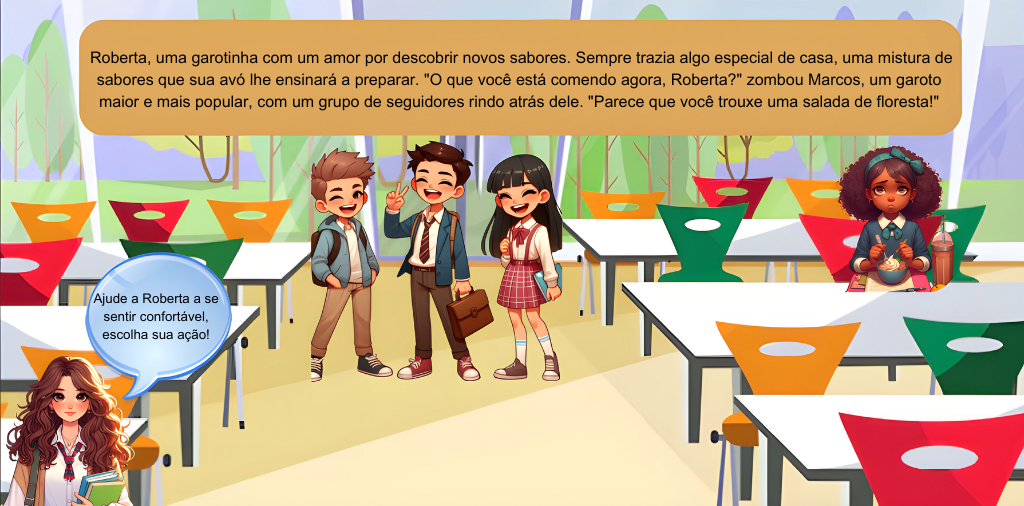 Roberta, uma garotinha com um amor por descobrir novos sabores. Sempre trazia algo especial de casa, uma mistura de
sabores que sua avó lhe ensinará a preparar. "O que você está comendo agora, Roberta?" zombou Marcos, um garoto
maior e mais popular, com um grupo de seguidores rindo atrás dele. "Parece que você trouxe uma salada de floresta!"
Ajude a Roberta a se
sentir confortável,
escolha sua ação!